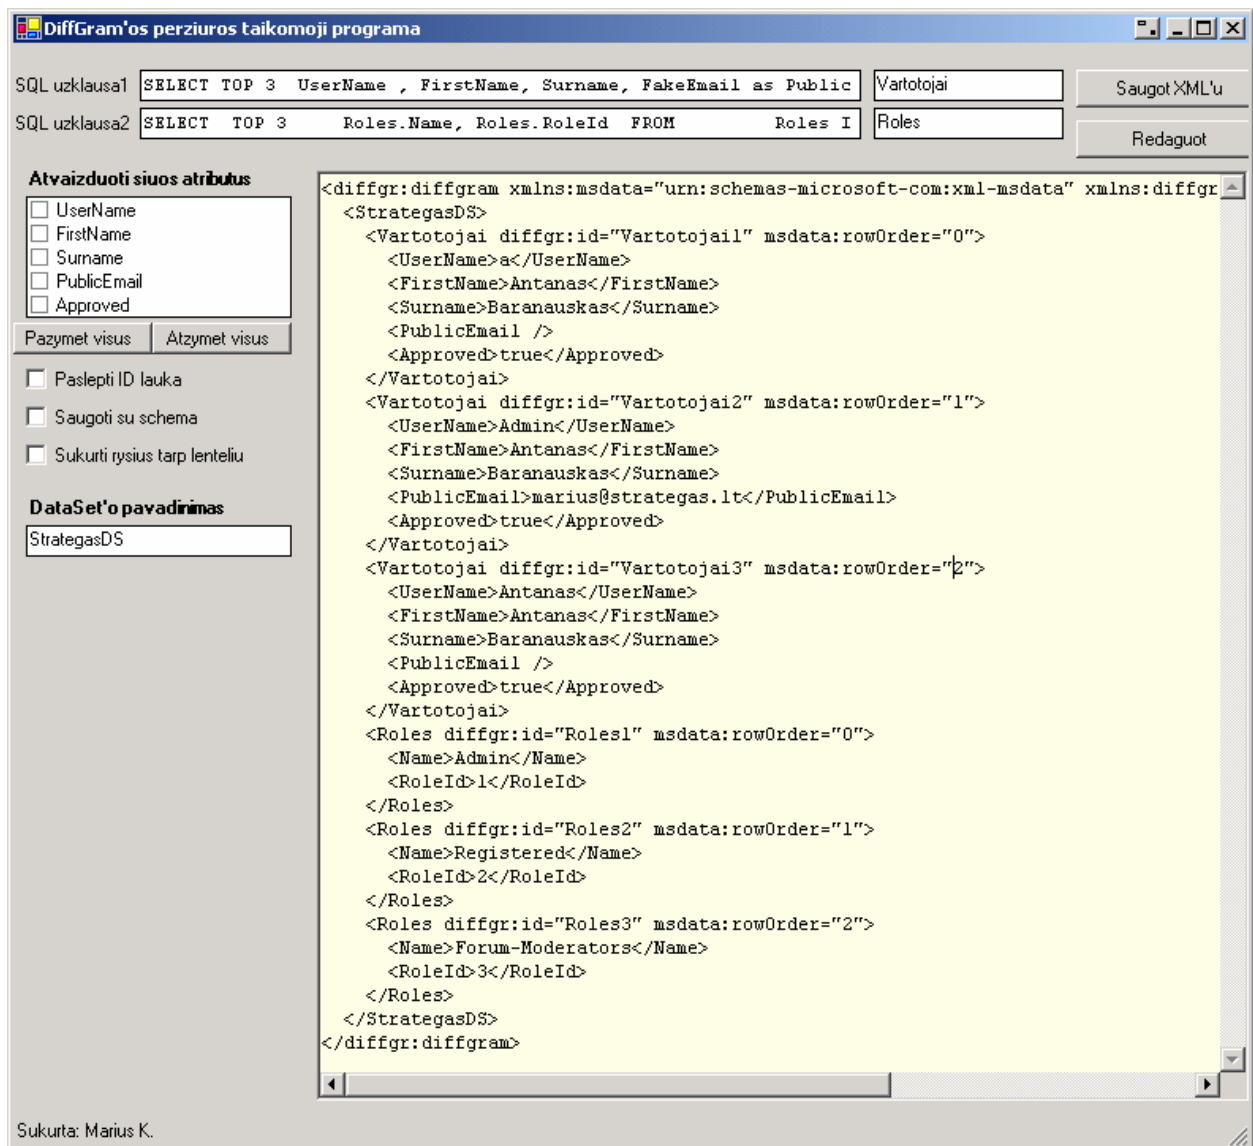 DiffGram'os perziuros taikomoji programa
SQL uzklausa1 SELECT TOP 3 UserName , FirstName, Surname, FakeEmail as Public Vartotojai Saugot XML'u
SQL uzklausa2 SELECT TOP 3 Roles.Name, Roles.RoleId FROM Roles I Roles
Redaguot
Atvaizduoti siuos atributus
UserName
FirstName
Surname
PublicEmail
Approved
Pazymet visus Atzymet visus
Paslepti ID lauka
Saugoti su schema
Sukurti rysius tarp lenteliu
DataSet'o pavadinimas
StrategasDS
<diffgr:diffgram xmlns:msdata="urn:schemas-microsoft-com:xml-msdata" xmlns:diffgr
<StrategasDS>
<Vartotojai diffgr:id="Vartotojai1" msdata:rowOrder="0">
<UserName>a</UserName>
<FirstName>Antanas</FirstName>
<Surname>Baranauskas</Surname>
<PublicEmail />
<Approved>true</Approved>
</Vartotojai>
<Vartotojai diffgr:id="Vartotojai2" msdata:rowOrder="1">
<UserName>Admin</UserName>
<FirstName>Antanas</FirstName>
<Surname>Baranauskas</Surname>
<PublicEmail>marius@strategas.lt</PublicEmail>
<Approved>true</Approved>
</Vartotojai>
<Vartotojai diffgr:id="Vartotojai3" msdata:rowOrder="2">
<UserName>Antanas</UserName>
<FirstName>Antanas</FirstName>
<Surname>Baranauskas</Surname>
<PublicEmail />
<Approved>true</Approved>
</Vartotojai>
<Roles diffgr:id="Roles1" msdata:rowOrder="0">
<Name>Admin</Name>
<RoleId>1</RoleId>
</Roles>
<Roles diffgr:id="Roles2" msdata:rowOrder="1">
<Name>Registered</Name>
<RoleId>2</RoleId>
</Roles>
<Roles diffgr:id="Roles3" msdata:rowOrder="2">
<Name>Forum-Moderators</Name>
<RoleId>3</RoleId>
</Roles>
</StrategasDS>
</diffgr:diffgram>
Sukurta: Marius K.